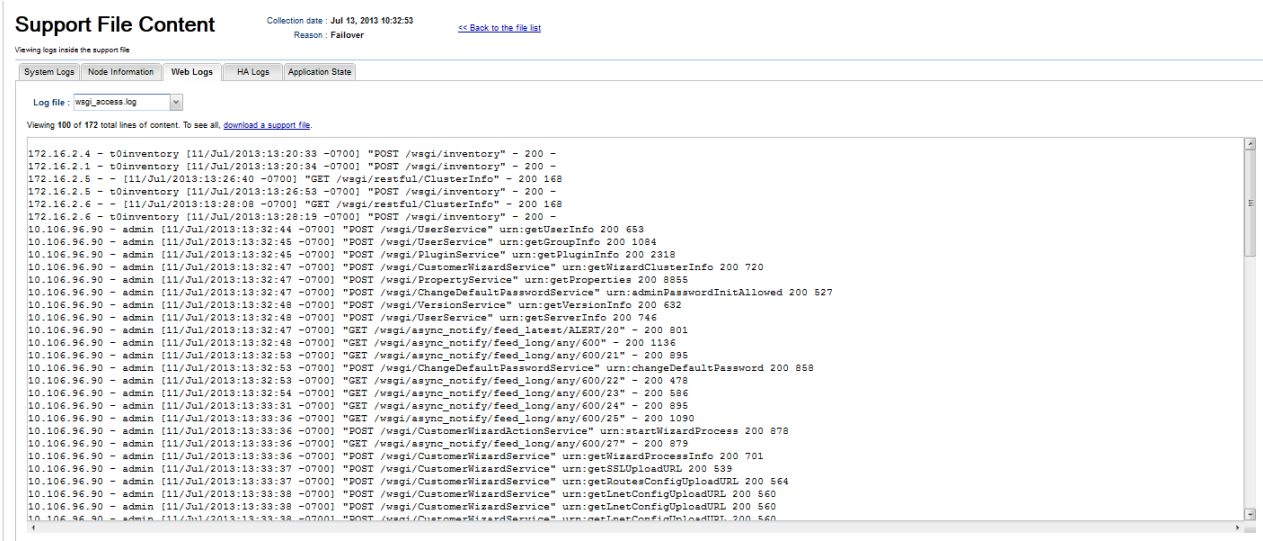 Support File Content
Collection date : Jul 13, 2013 10:32:53
Reason : Failover
<< Back to the file list
Viewing logs inside the support file
System Logs Node Information Web Logs HA Logs Application State
Log file : wsgi_access.log
Viewing 100 of 172 total lines of content. To see all, download a support file.
172.16.2.4 - t0inventory [11/Jul/2013:13:20:33 -0700] "POST /wsgi/inventory" - 200 -
172.16.2.1 - t0inventory [11/Jul/2013:13:20:34 -0700] "POST /wsgi/inventory" - 200 -
172.16.2.5 - - [11/Jul/2013:13:26:40 -0700] "GET /wsgi/restful/ClusterInfo" - 200 168
172.16.2.5 - t0inventory [11/Jul/2013:13:26:53 -0700] "POST /wsgi/inventory" - 200 -
172.16.2.6 - - [11/Jul/2013:13:28:08 -0700] "GET /wsgi/restful/ClusterInfo" - 200 168
172.16.2.6 - t0inventory [11/Jul/2013:13:28:19 -0700] "POST /wsgi/inventory" - 200 -
10.106.96.90 - admin [11/Jul/2013:13:32:44 -0700] "POST /wsgi/UserService" urn:getUserInfo 200 653
10.106.96.90 - admin [11/Jul/2013:13:32:45 -0700] "POST /wsgi/UserService" urn:getGroupInfo 200 1084
10.106.96.90 - admin [11/Jul/2013:13:32:45 -0700] "POST /wsgi/PluginService" urn:getPluginInfo 200 2318
10.106.96.90 - admin [11/Jul/2013:13:32:47 -0700] "POST /wsgi/CustomerWizardService" urn:getWizardClusterInfo 200 720
10.106.96.90 - admin [11/Jul/2013:13:32:47 -0700] "POST /wsgi/PropertyService" urn:getProperties 200 8855
10.106.96.90 - admin [11/Jul/2013:13:32:47 -0700] "POST /wsgi/ChangeDefaultPasswordService" urn:adminPasswordInitAllowed 200 527
10.106.96.90 - admin [11/Jul/2013:13:32:48 -0700] "POST /wsgi/VersionService" urn:getVersionInfo 200 632
10.106.96.90 - admin [11/Jul/2013:13:32:48 -0700] "POST /wsgi/UserService" urn:getServerInfo 200 746
10.106.96.90 - admin [11/Jul/2013:13:32:47 -0700] "GET /wsgi/async_notify/feed_latest/ALERT/20" - 200 801
10.106.96.90 - admin [11/Jul/2013:13:32:48 -0700] "GET /wsgi/async_notify/feed_long/any/600" - 200 1136
10.106.96.90 - admin [11/Jul/2013:13:32:53 -0700] "GET /wsgi/async_notify/feed_long/any/600/21" - 200 895
10.106.96.90 - admin [11/Jul/2013:13:32:53 -0700] "POST /wsgi/ChangeDefaultPasswordService" urn:changeDefaultPassword 200 858
10.106.96.90 - admin [11/Jul/2013:13:32:53 -0700] "GET /wsgi/async_notify/feed_long/any/600/22" - 200 478
10.106.96.90 - admin [11/Jul/2013:13:32:54 -0700] "GET /wsgi/async_notify/feed_long/any/600/23" - 200 586
10.106.96.90 - admin [11/Jul/2013:13:33:31 -0700] "GET /wsgi/async_notify/feed_long/any/600/24" - 200 895
10.106.96.90 - admin [11/Jul/2013:13:33:36 -0700] "GET /wsgi/async_notify/feed_long/any/600/25" - 200 1090
10.106.96.90 - admin [11/Jul/2013:13:33:36 -0700] "POST /wsgi/CustomerWizardActionService" urn:startWizardProcess 200 878
10.106.96.90 - admin [11/Jul/2013:13:33:36 -0700] "GET /wsgi/async_notify/feed_long/any/600/27" - 200 879
10.106.96.90 - admin [11/Jul/2013:13:33:36 -0700] "POST /wsgi/CustomerWizardService" urn:getWizardProcessInfo 200 701
10.106.96.90 - admin [11/Jul/2013:13:33:37 -0700] "POST /wsgi/CustomerWizardService" urn:getSSLUploadURL 200 539
10.106.96.90 - admin [11/Jul/2013:13:33:37 -0700] "POST /wsgi/CustomerWizardService" urn:getRoutesConfigUploadURL 200 564
10.106.96.90 - admin [11/Jul/2013:13:33:38 -0700] "POST /wsgi/CustomerWizardService" urn:getLnetConfigUploadURL 200 560
10.106.96.90 - admin [11/Jul/2013:13:33:38 -0700] "POST /wsgi/CustomerWizardService" urn:getLnetConfigUploadURL 200 560
10.106.96.90 - admin [11/Jul/2013:13:33:38 -0700] "POST /wsgi/CustomerWizardService" urn:getLnetConfigUploadURL 200 560